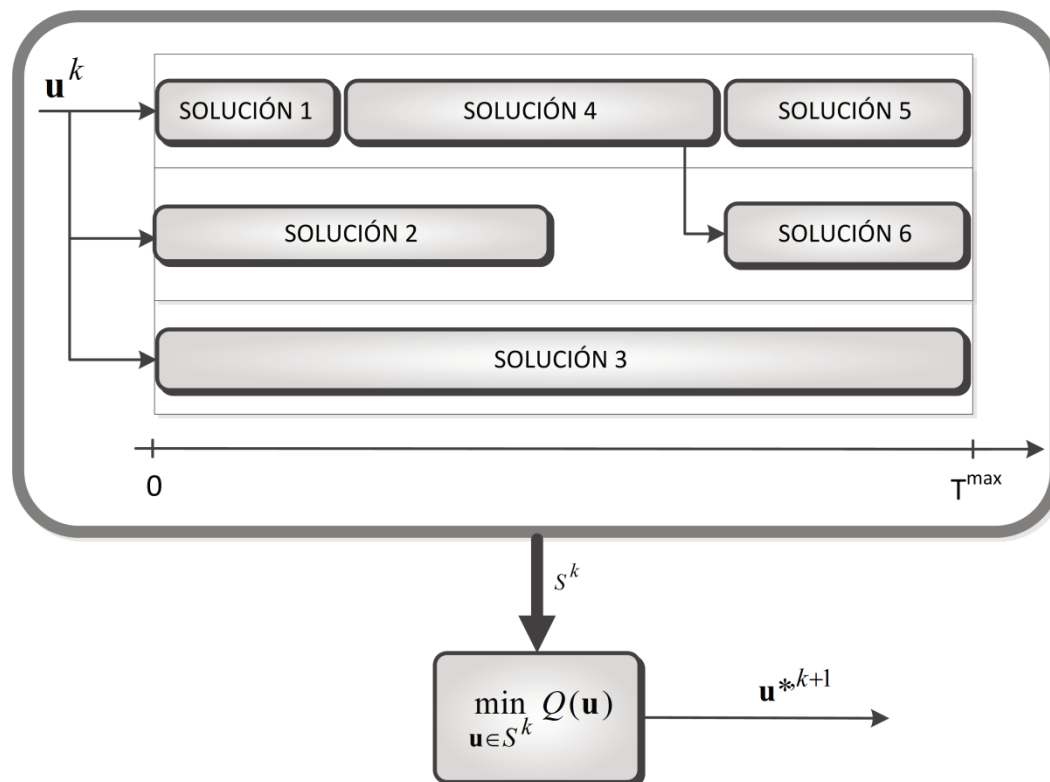 u^k
SOLUCIÓN 1 SOLUCIÓN 4 SOLUCIÓN 5
SOLUCIÓN 2 SOLUCIÓN 6
SOLUCIÓN 3
0 T^max
S^k
min Q(u)
u∈S^k
u*,k+1